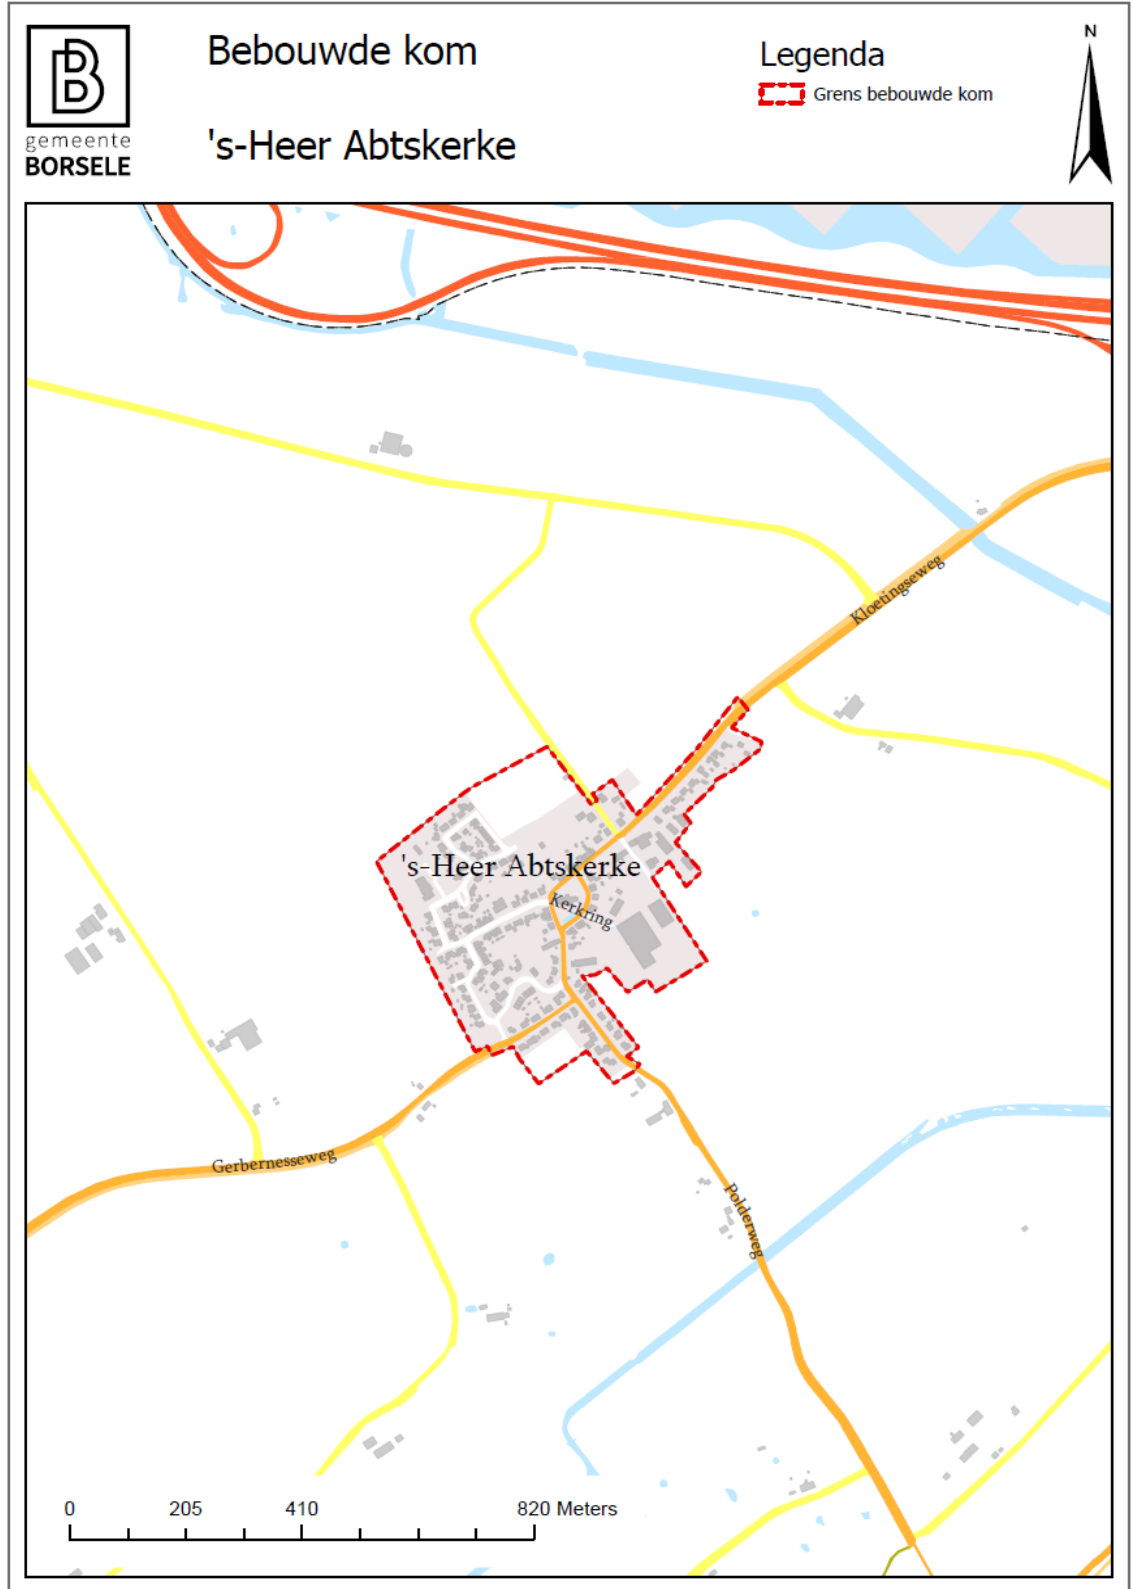 Bebouwde kom
's-Heer Abtskerke
B
gemeente
BORSELE
Legenda
Grens bebouwde kom
N
Kloetingseweg
's-Heer Abtskerke
Kerkring
Gerbernesseweg
Polderweg
0 205 410 820 Meters